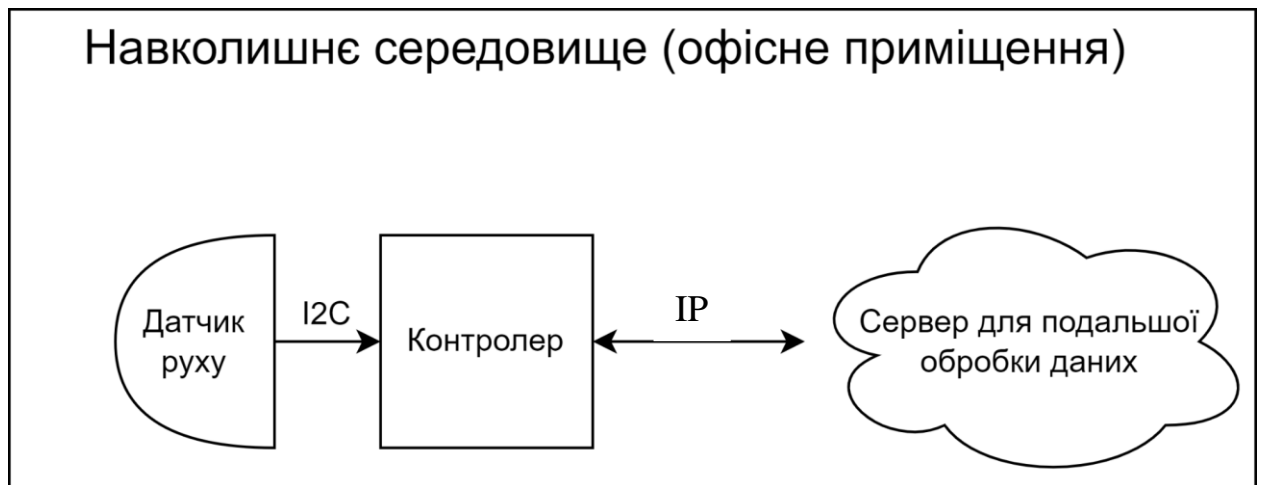 Навколишнє середовище (офісне приміщення)
Датчик
руху
I2C
Контролер
IP
Сервер для подальшої
обробки даних